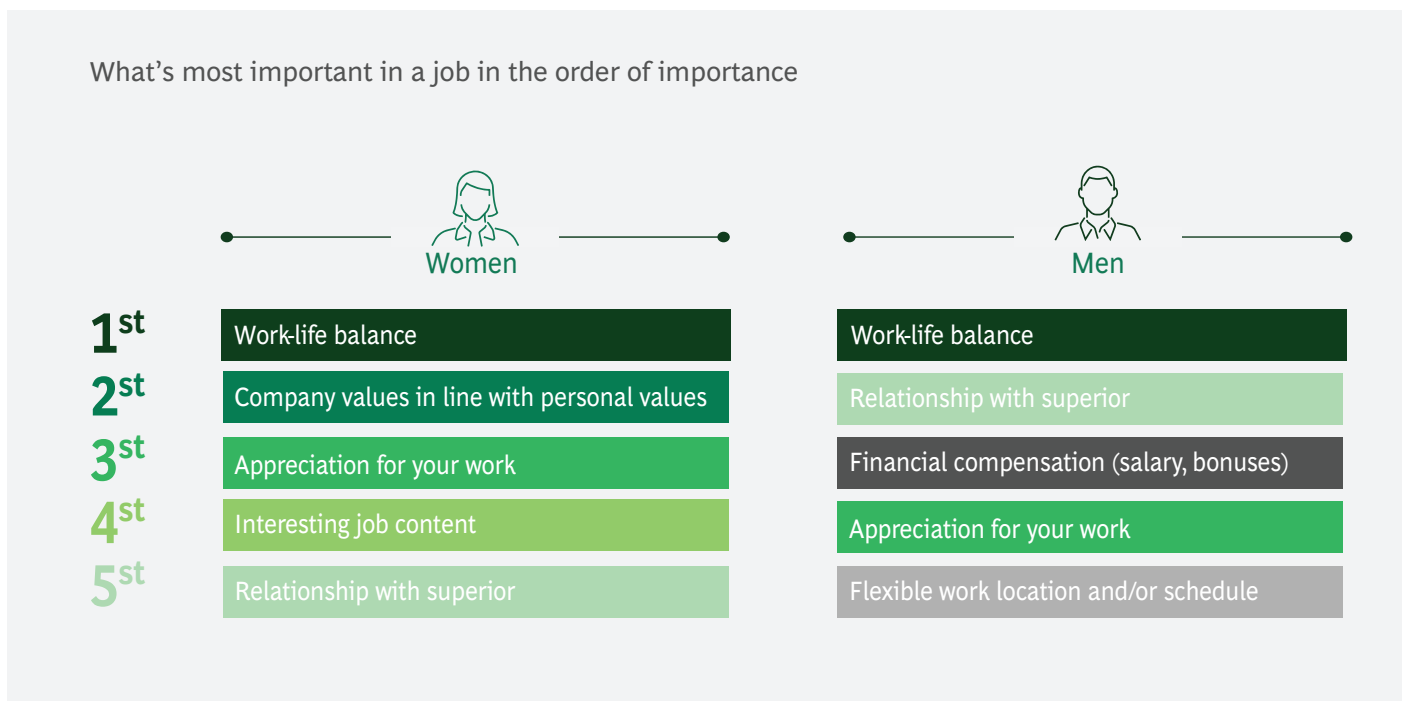 What's most important in a job in the order of importance
Women
Men
1st
Work-life balance
Work-life balance
2st
Company values in line with personal values
Relationship with superior
3st
Appreciation for your work
Financial compensation (salary, bonuses)
4st
Interesting job content
Appreciation for your work
5st
Relationship with superior
Flexible work location and/or schedule